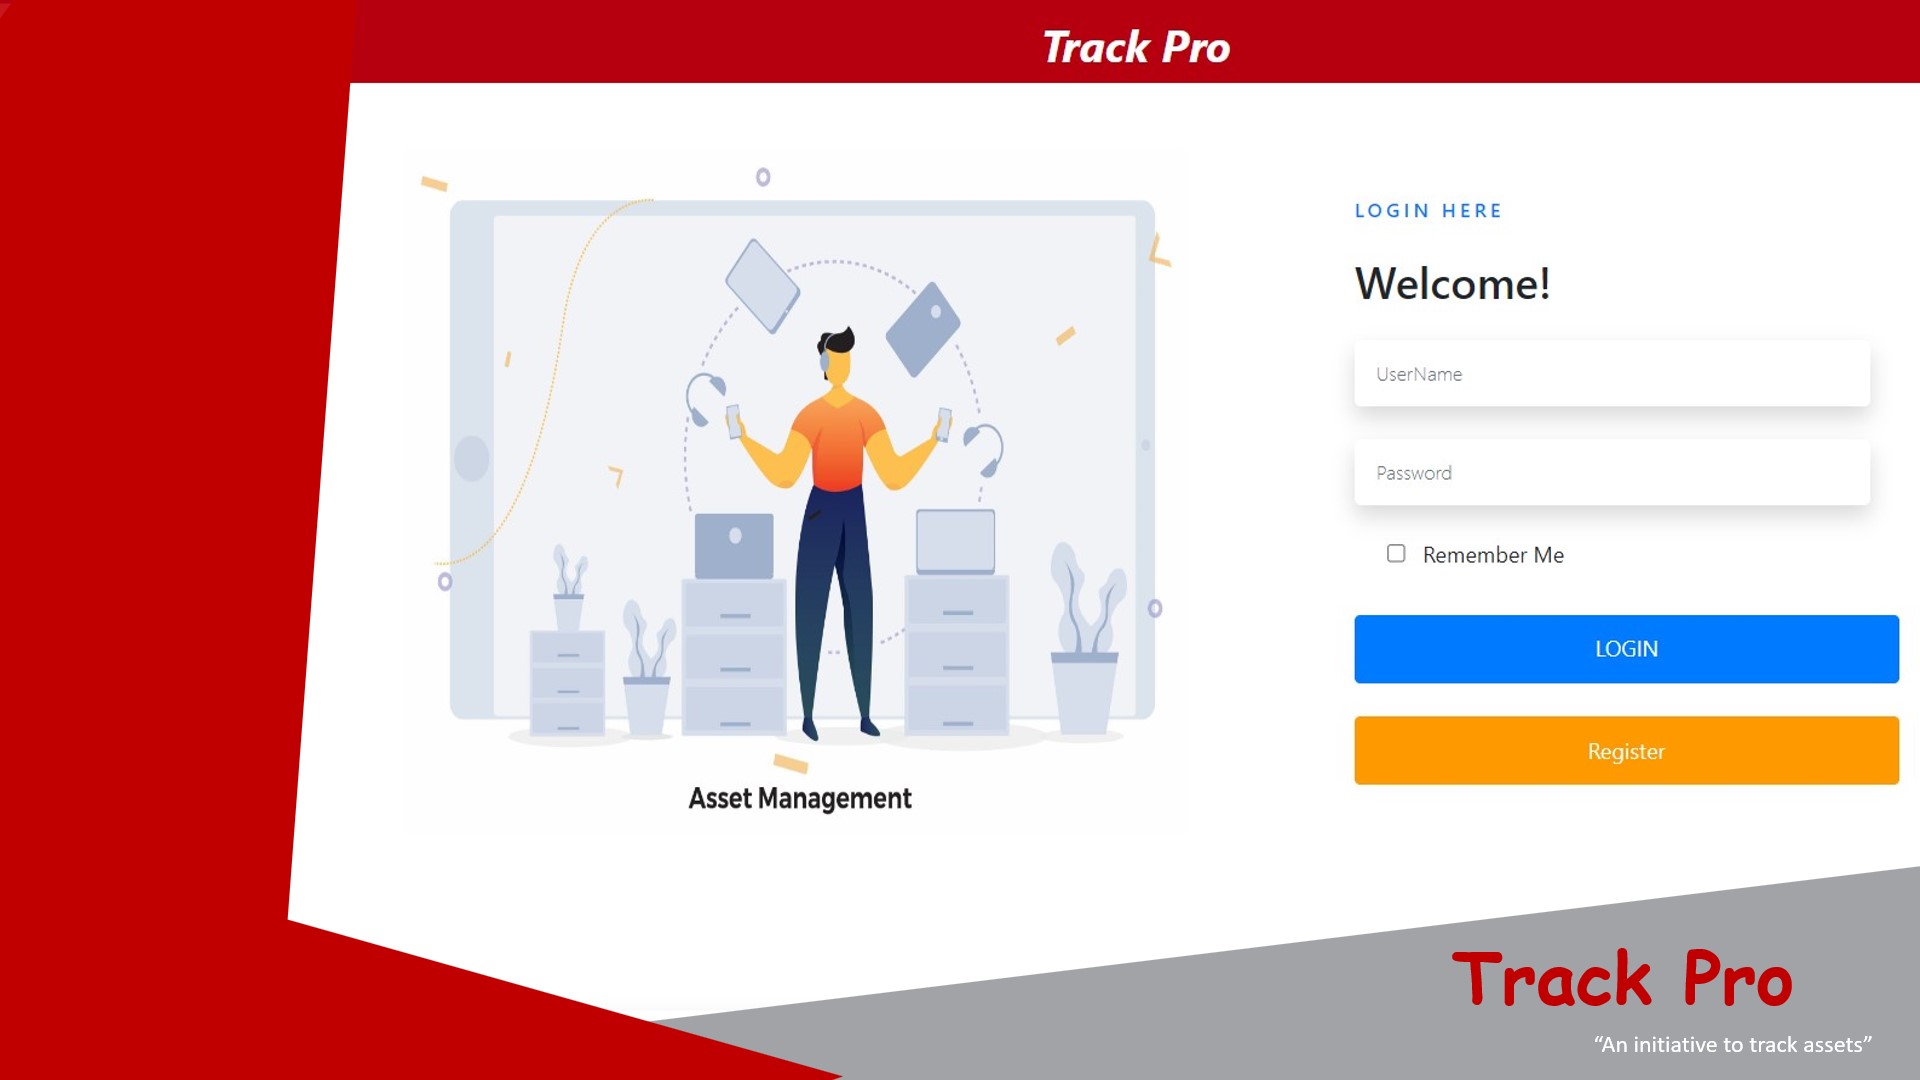 Track Pro
LOGIN HERE
Welcome!
UserName
Password
Remember Me
LOGIN
Register
Asset Management
Track Pro
“An initiative to track assets”